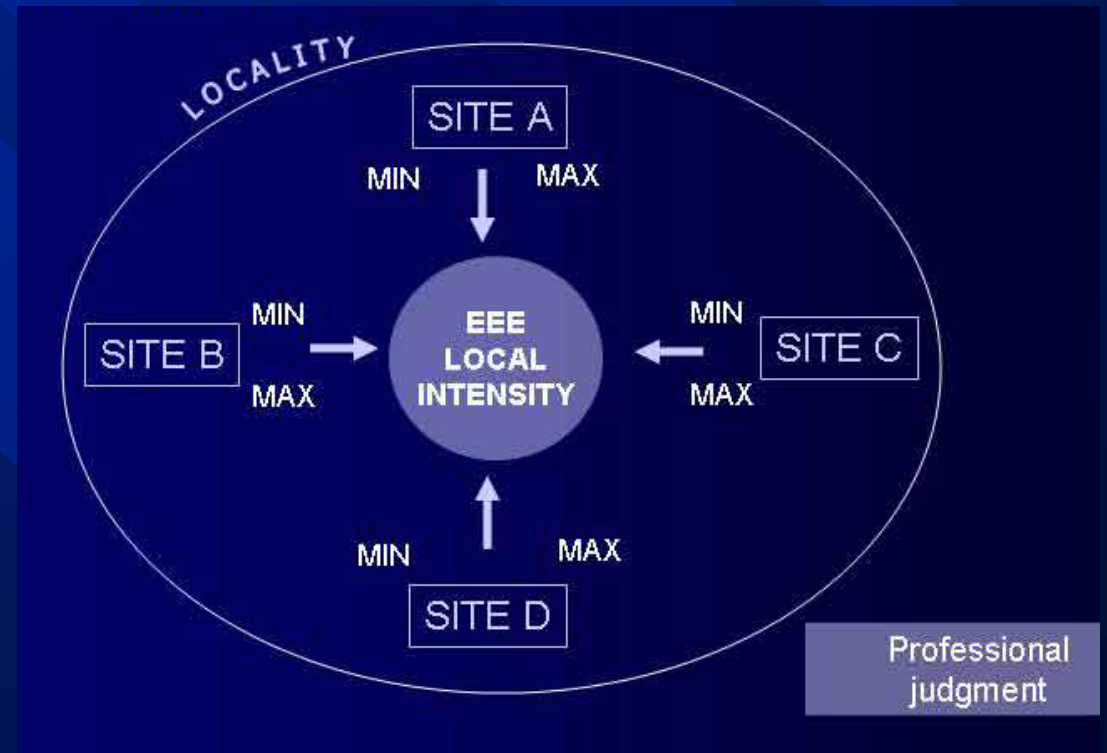 LOCALITY
SITE A
MIN MAX
MIN
SITE B
MAX
EEE
LOCAL
INTENSITY
MIN
SITE C
MAX
MIN MAX
SITE D
Professional
judgment